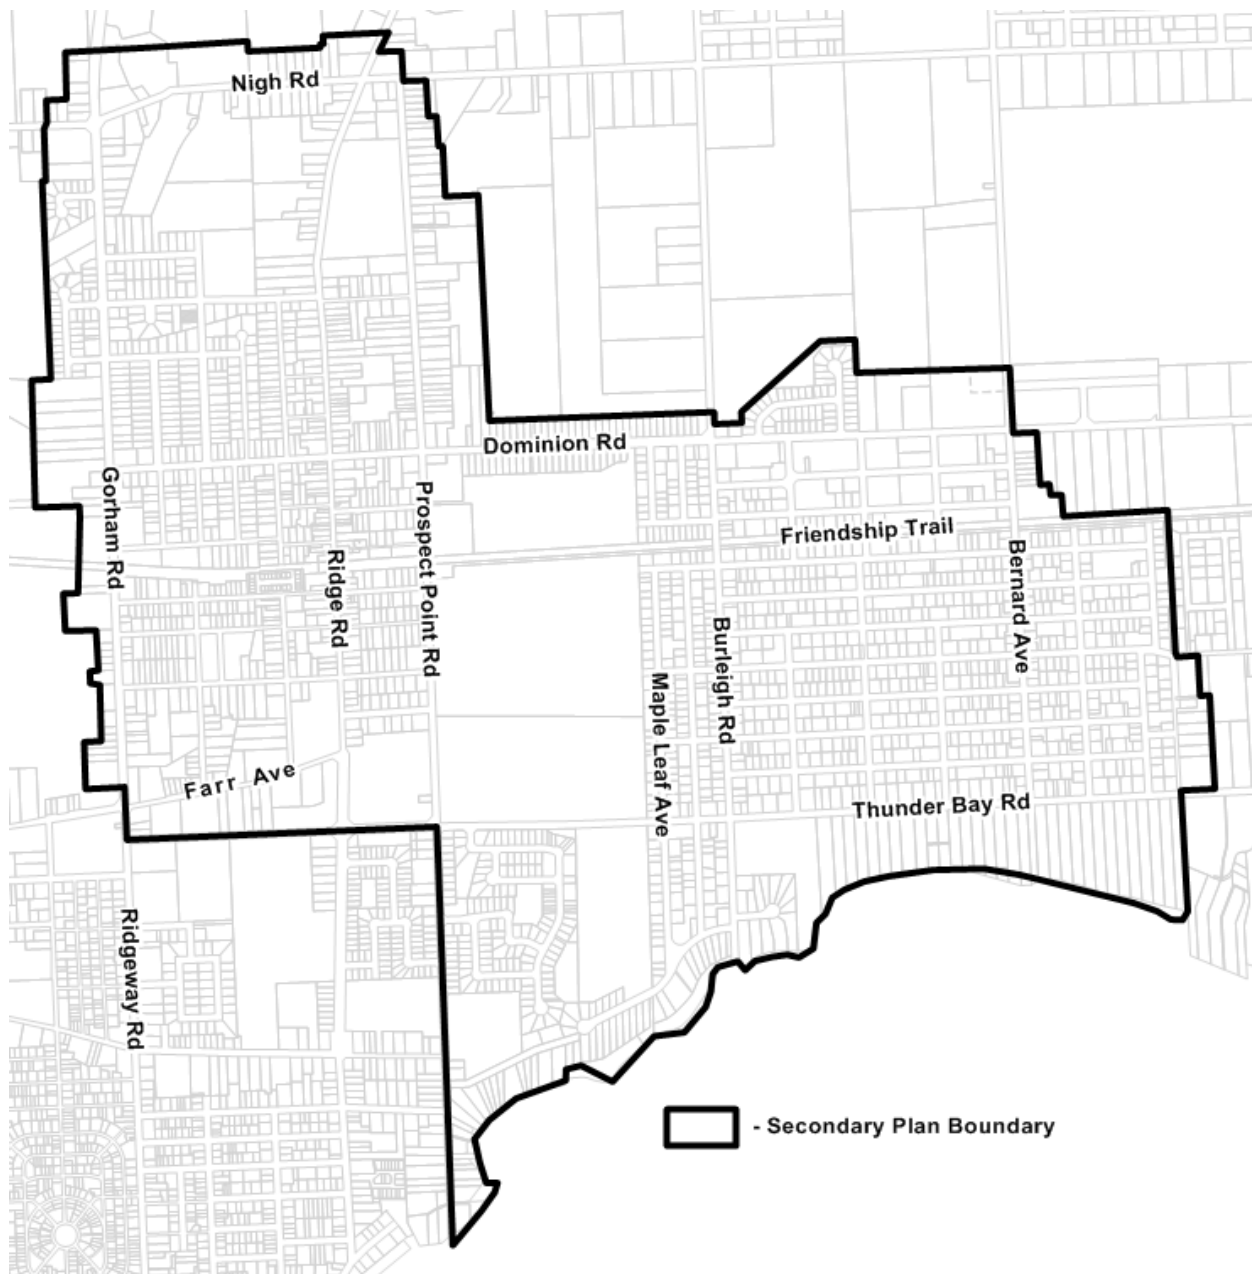 Nigh Rd
Dominion Rd
Gorham Rd
Prospect Point Rd
Friendship Trail
Ridge Rd
Bernard Ave
Burleigh Rd
Maple Leaf Ave
Farr Ave
Thunder Bay Rd
Ridgeway Rd
- Secondary Plan Boundary